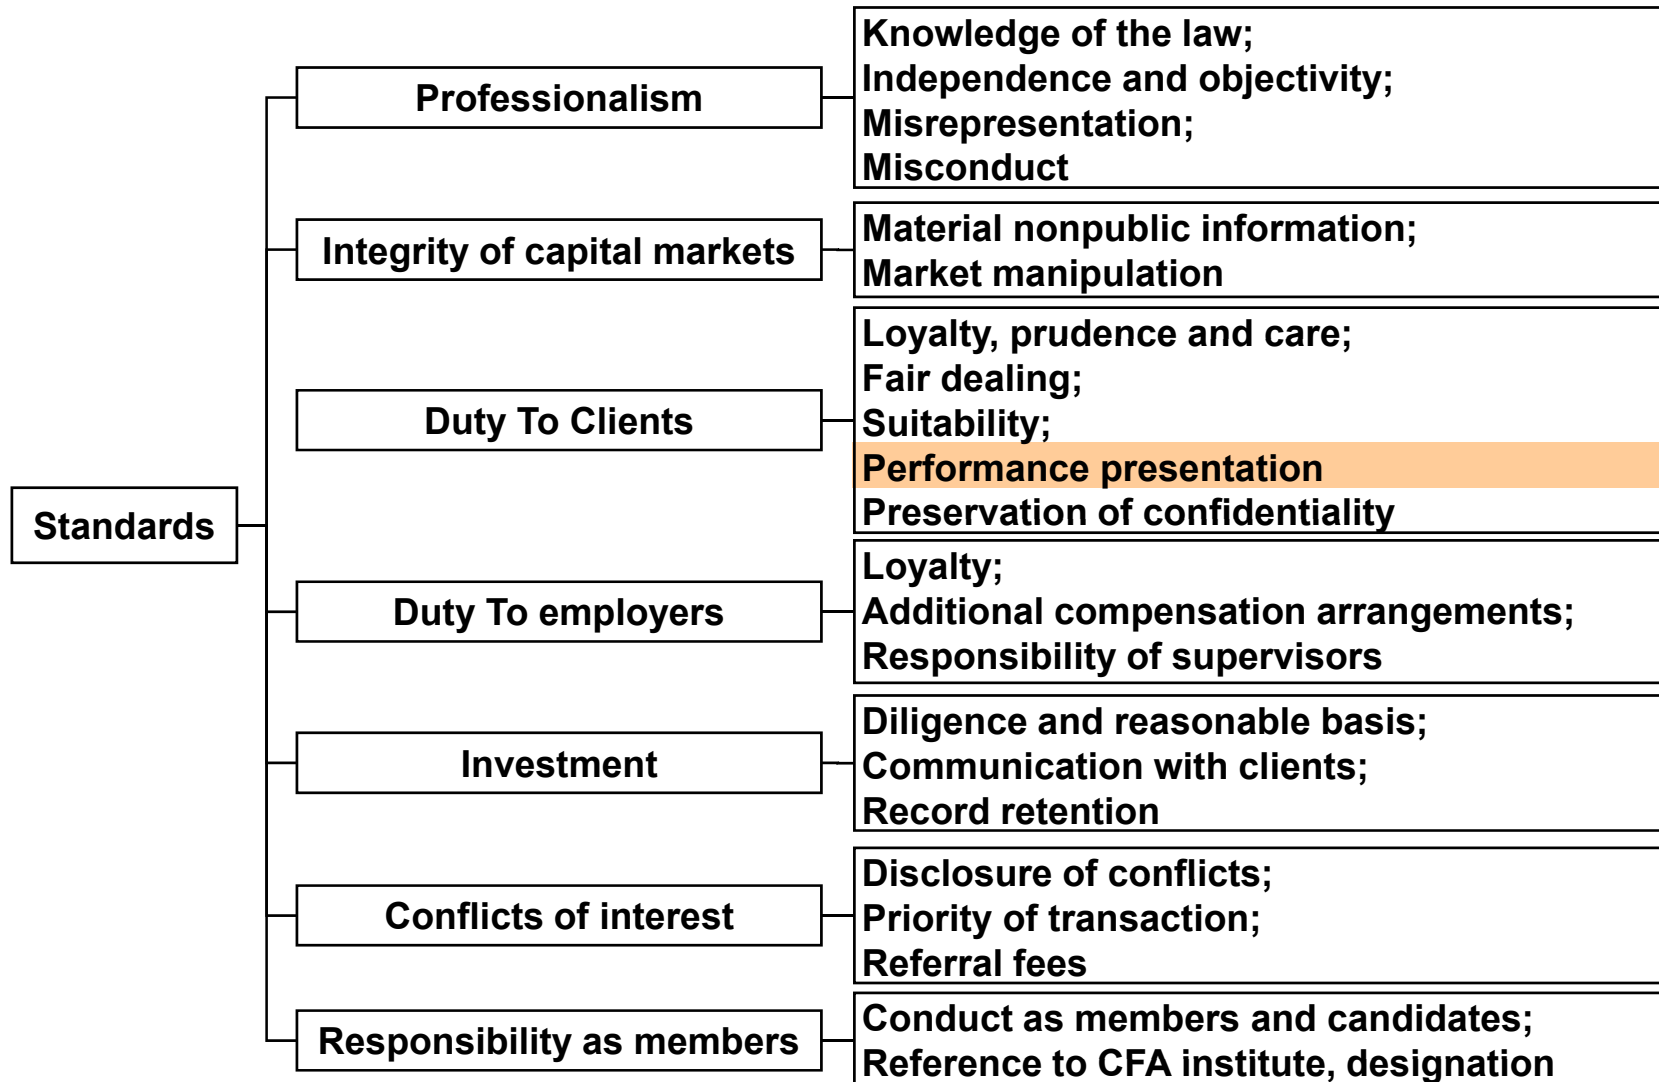 Standards
Professionalism
Knowledge of the law;
Independence and objectivity;
Misrepresentation;
Misconduct
Integrity of capital markets
Material nonpublic information;
Market manipulation
Duty To Clients
Loyalty, prudence and care;
Fair dealing;
Suitability;
Performance presentation
Preservation of confidentiality
Duty To employers
Loyalty;
Additional compensation arrangements;
Responsibility of supervisors
Investment
Diligence and reasonable basis;
Communication with clients;
Record retention
Conflicts of interest
Disclosure of conflicts;
Priority of transaction;
Referral fees
Responsibility as members
Conduct as members and candidates;
Reference to CFA institute, designation